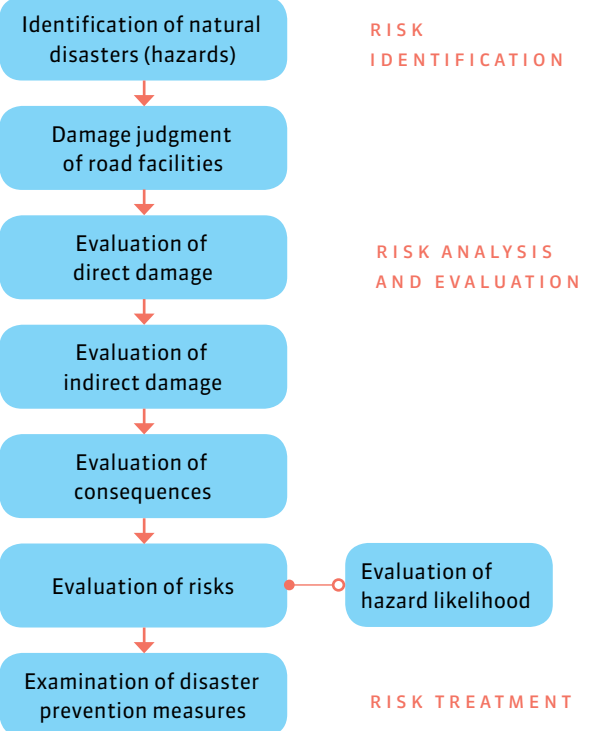 Identification of natural
disasters (hazards)
RISK
IDENTIFICATION
Damage judgment
of road facilities
Evaluation of
direct damage
RISK ANALYSIS
AND EVALUATION
Evaluation of
indirect damage
Evaluation of
consequences
Evaluation of risks
Evaluation of
hazard likelihood
Examination of disaster
prevention measures
RISK TREATMENT